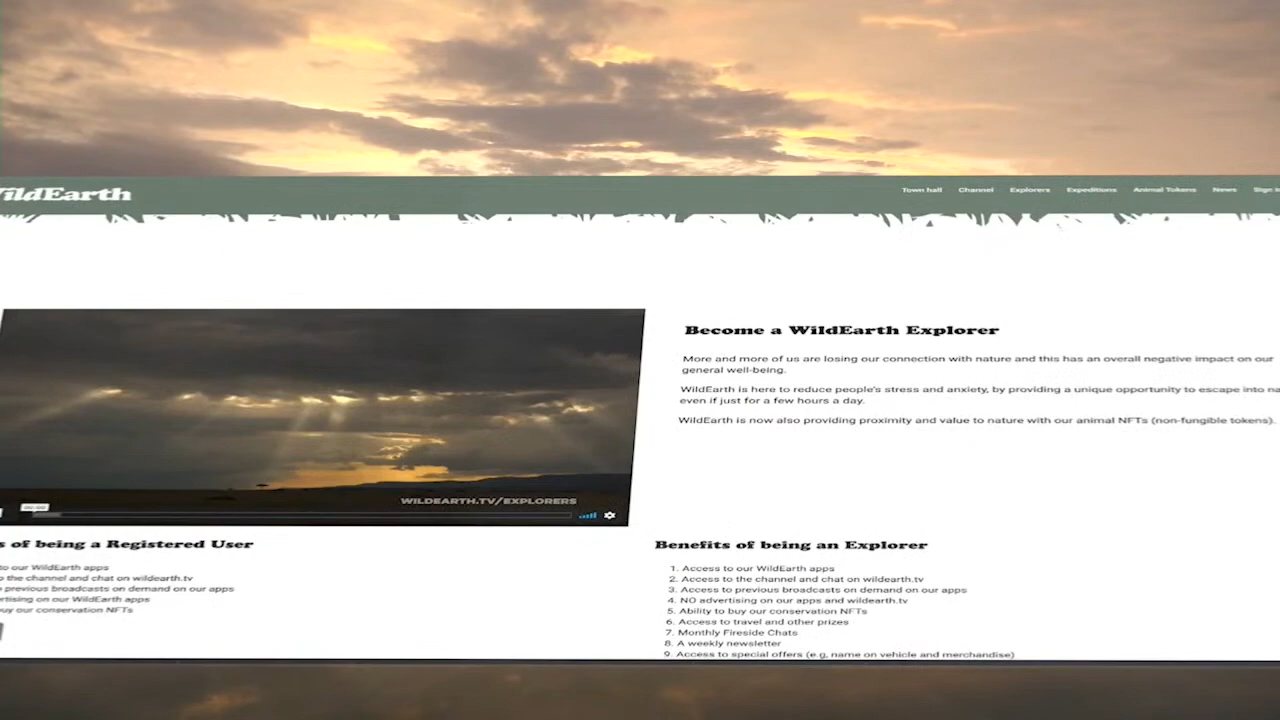 WildEarth
Town hall Channel Explorers Expeditions Animal Tokens News Sign
Become a WildEarth Explorer
More and more of us are losing our connection with nature and this has an overall negative impact on our
general well-being.
WildEarth is here to reduce people's stress and anxiety, by providing a unique opportunity to escape into
even if just for a few hours a day.
WildEarth is now also providing proximity and value to nature with our animal NFTs (non-fungible tokens).
WILDEARTH.TV/EXPLORERS
00:00
of being a Registered User
to our WildEarth apps
the channel and chat on wildearth.tv
previous broadcasts on demand on our apps
on our WildEarth apps
our conservation NFTs
Benefits of being an Explorer
1. Access to our WildEarth apps
2. Access to the channel and chat on wildearth.tv
3. Access to previous broadcasts on demand on our apps
4. NO advertising on our apps and wildearth.tv
5. Ability to buy our conservation NFTs
6. Access to travel and other prizes
7. Monthly Fireside Chats
8. A weekly newsletter
9. Access to special offers (e.g, name on vehicle and merchandise)